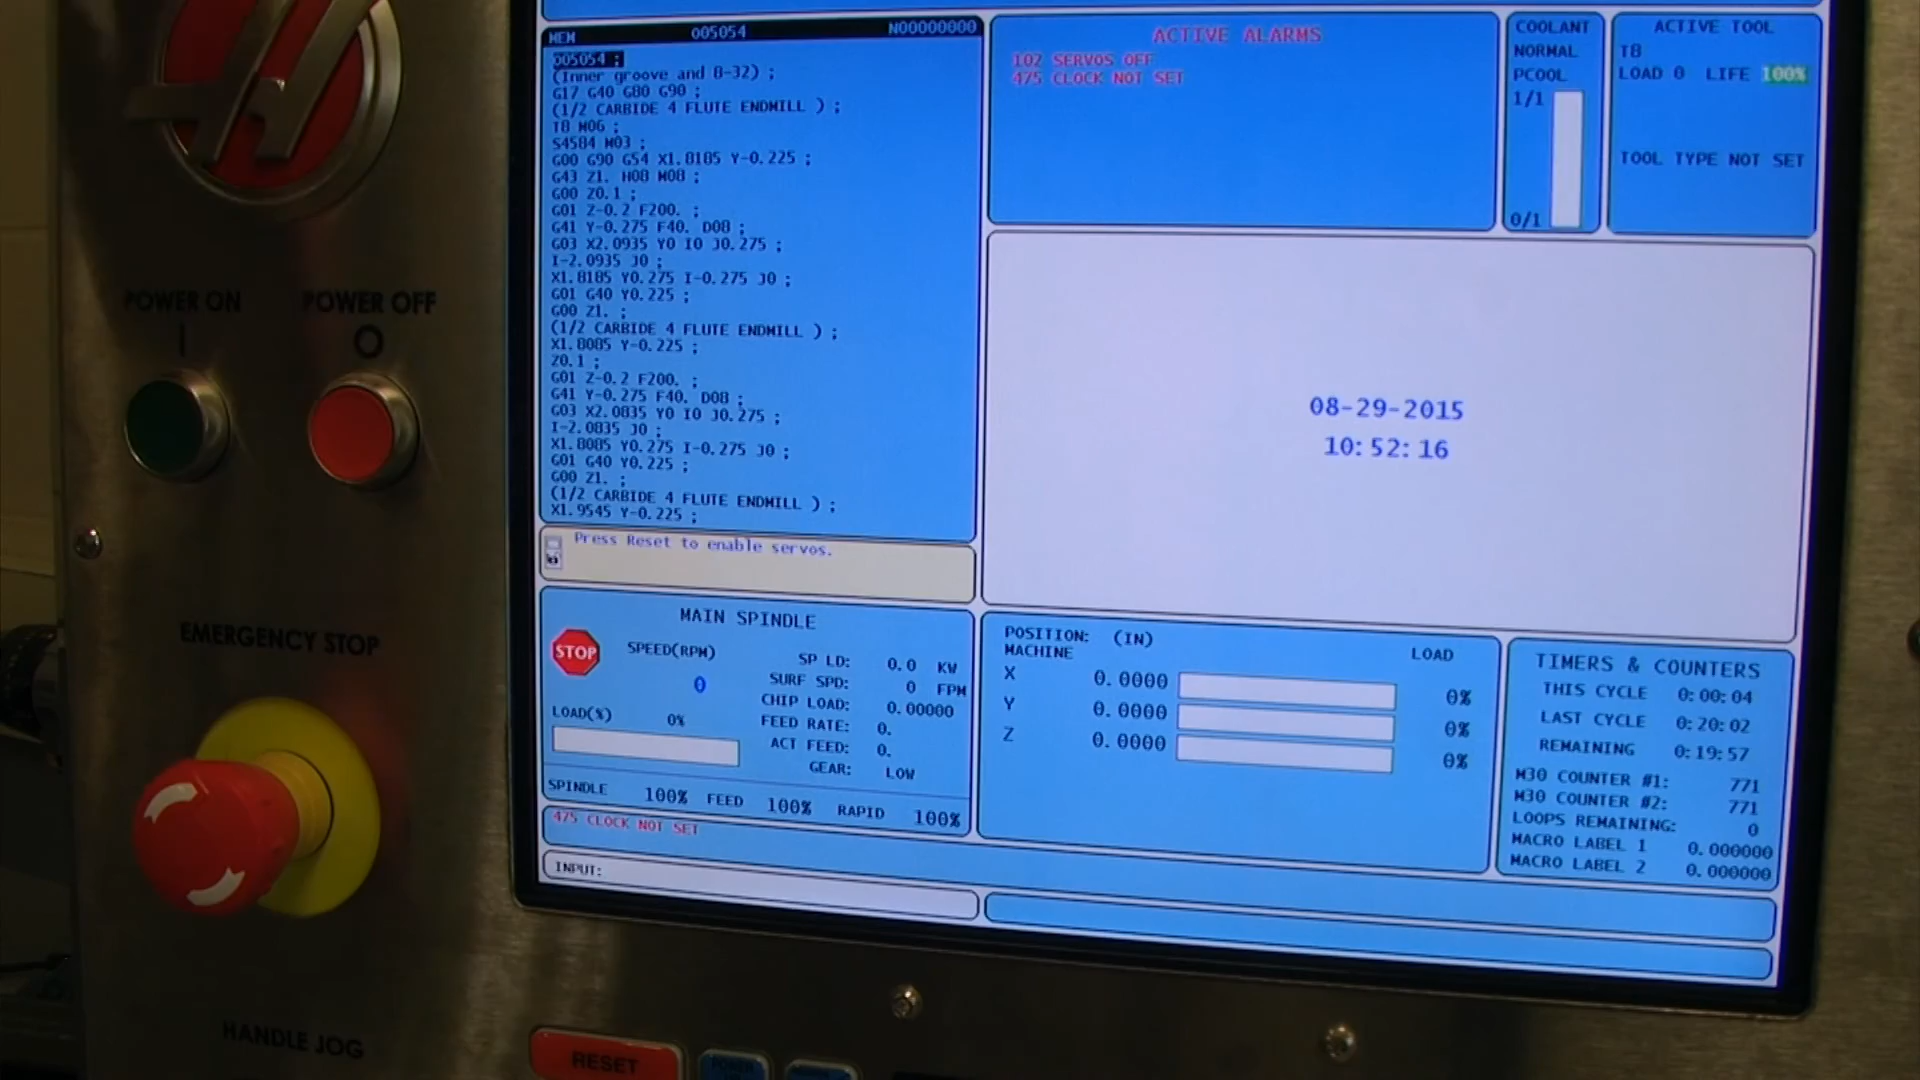 MEM 005054 N00000000
O05054 ;
(Inner groove and 8-32) ;
G17 G40 G80 G90 ;
(1/2 CARBIDE 4 FLUTE ENDMILL ) ;
T8 M06 ;
S4584 M03 ;
G00 G90 G54 X1.8185 Y-0.225 ;
G43 Z1. H08 M08 ;
G00 Z0.1 ;
G01 Z-0.2 F200. ;
G41 Y-0.275 F40. D08 ;
G03 X2.0935 Y0 I0 J0.275 ;
I-2.0935 J0 ;
X1.8185 Y0.275 I-0.275 J0 ;
G01 G40 Y0.225 ;
G00 Z1. ;
(1/2 CARBIDE 4 FLUTE ENDMILL ) ;
X1.8085 Y-0.225 ;
Z0.1 ;
G01 Z-0.2 F200. ;
G41 Y-0.275 F40. D08 ;
G03 X2.0835 Y0 I0 J0.275 ;
I-2.0835 J0 ;
X1.8085 Y0.275 I-0.275 J0 ;
G01 G40 Y0.225 ;
G00 Z1. ;
(1/2 CARBIDE 4 FLUTE ENDMILL ) ;
X1.9545 Y-0.225 ;
ACTIVE ALARMS
102 SERVOS OFF
475 CLOCK NOT SET
COOLANT
NORMAL
PCOOL
1/1
0/1
ACTIVE TOOL
T8
LOAD 0 LIFE 100%
TOOL TYPE NOT SET
08-29-2015
10:52:16
POWER ON
I
POWER OFF
O
Press Reset to enable servos.
EMERGENCY STOP
MAIN SPINDLE
STOP
SPEED(RPM)
0
LOAD(%) 0%
SP LD: 0.0 KW
SURF SPD: 0 FPM
CHIP LOAD: 0.00000
FEED RATE: 0.
ACT FEED: 0.
GEAR: LOW
SPINDLE 100% FEED 100% RAPID 100%
POSITION: (IN)
MACHINE LOAD
X 0.0000 0%
Y 0.0000 0%
Z 0.0000 0%
TIMERS & COUNTERS
THIS CYCLE 0:00:04
LAST CYCLE 0:20:02
REMAINING 0:19:57
M30 COUNTER #1: 771
M30 COUNTER #2: 771
LOOPS REMAINING: 0
MACRO LABEL 1 0.000000
MACRO LABEL 2 0.000000
475 CLOCK NOT SET
INPUT:
HANDLE JOG
RESET
POWER